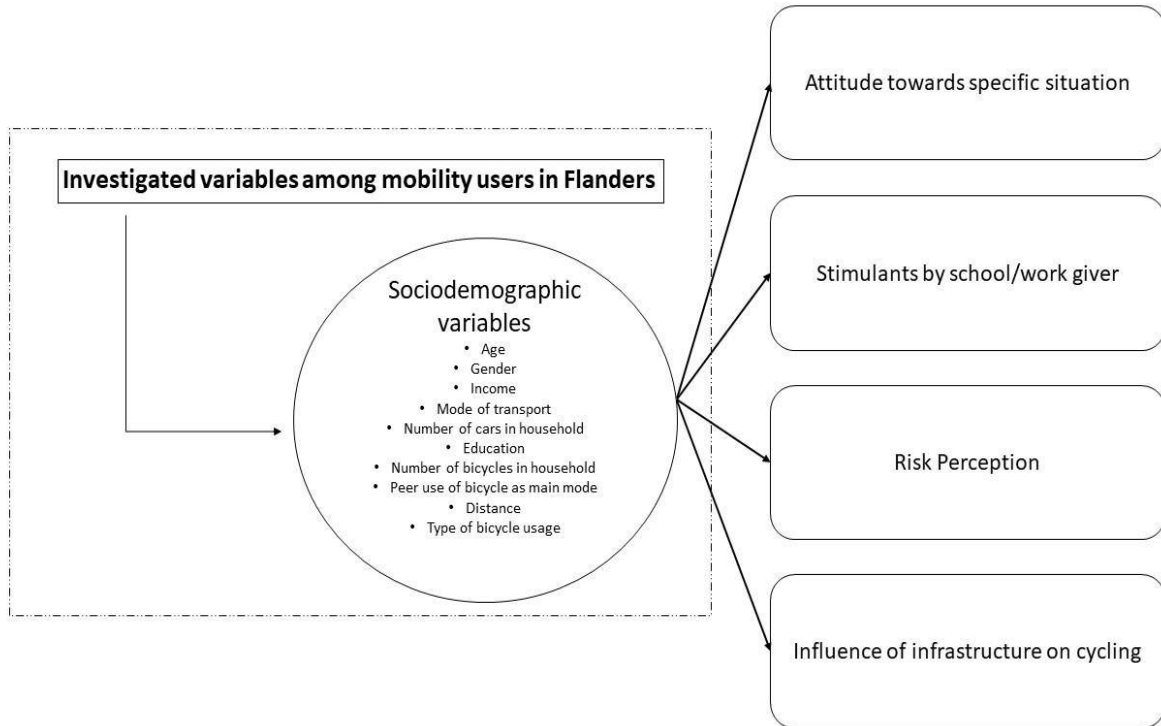 Investigated variables among mobility users in Flanders
Sociodemographic
variables
• Age
• Gender
• Income
• Mode of transport
• Number of cars in household
• Education
• Number of bicycles in household
• Peer use of bicycle as main mode
• Distance
• Type of bicycle usage
Attitude towards specific situation
Stimulants by school/work giver
Risk Perception
Influence of infrastructure on cycling